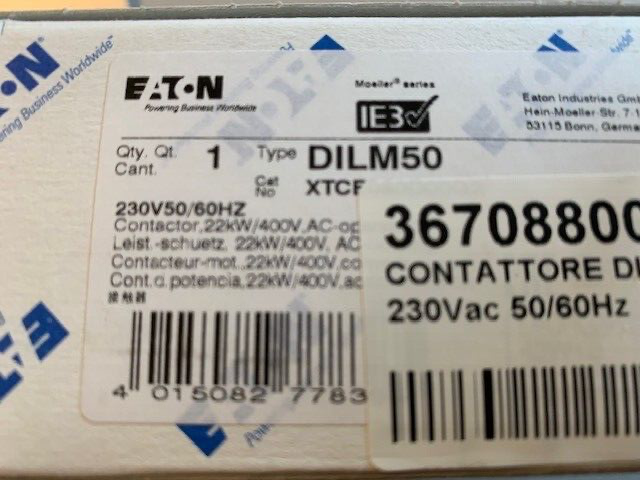 EATON
Powering Business Worldwide
Moeller® series
IE3
Eaton Industries Gmb
Hein-Moeller-Str. 7-1
53115 Bonn, Germa
Qty. Qt. 1 Type DILM50
Cant.
Cat XTCE
No
230V50/60HZ
Contactor,22kW/400V,AC-op
Leist.-schuetz, 22kW/400V, AC
Contacteur-mot.,22kW/400V,co
Cont.d.potencia,22kW/400V,ac
接触器
4 015082 7783
36708800
CONTATTORE DI
230Vac 50/60Hz
ring Business Worldwide™